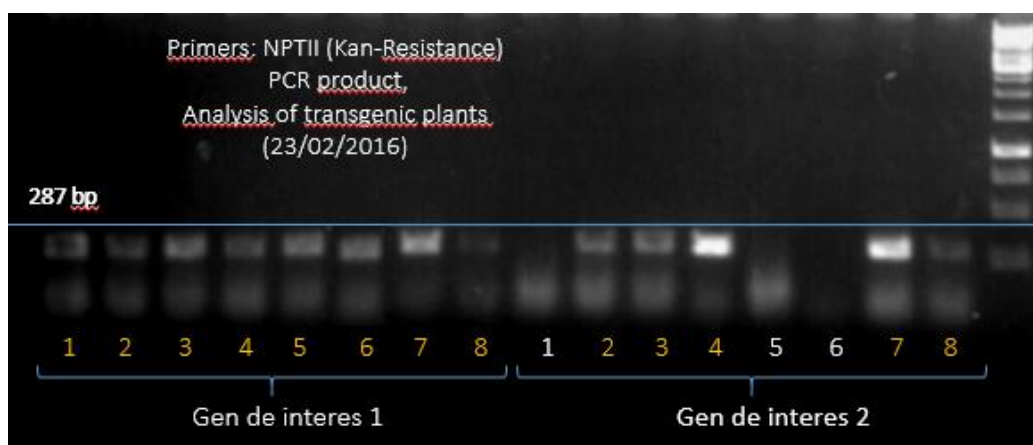 Primers: NPTII (Kan-Resistance)
PCR product,
Analysis of transgenic plants
(23/02/2016)
287 bp
1 2 3 4 5 6 7 8 1 2 3 4 5 6 7 8
Gen de interes 1 Gen de interes 2